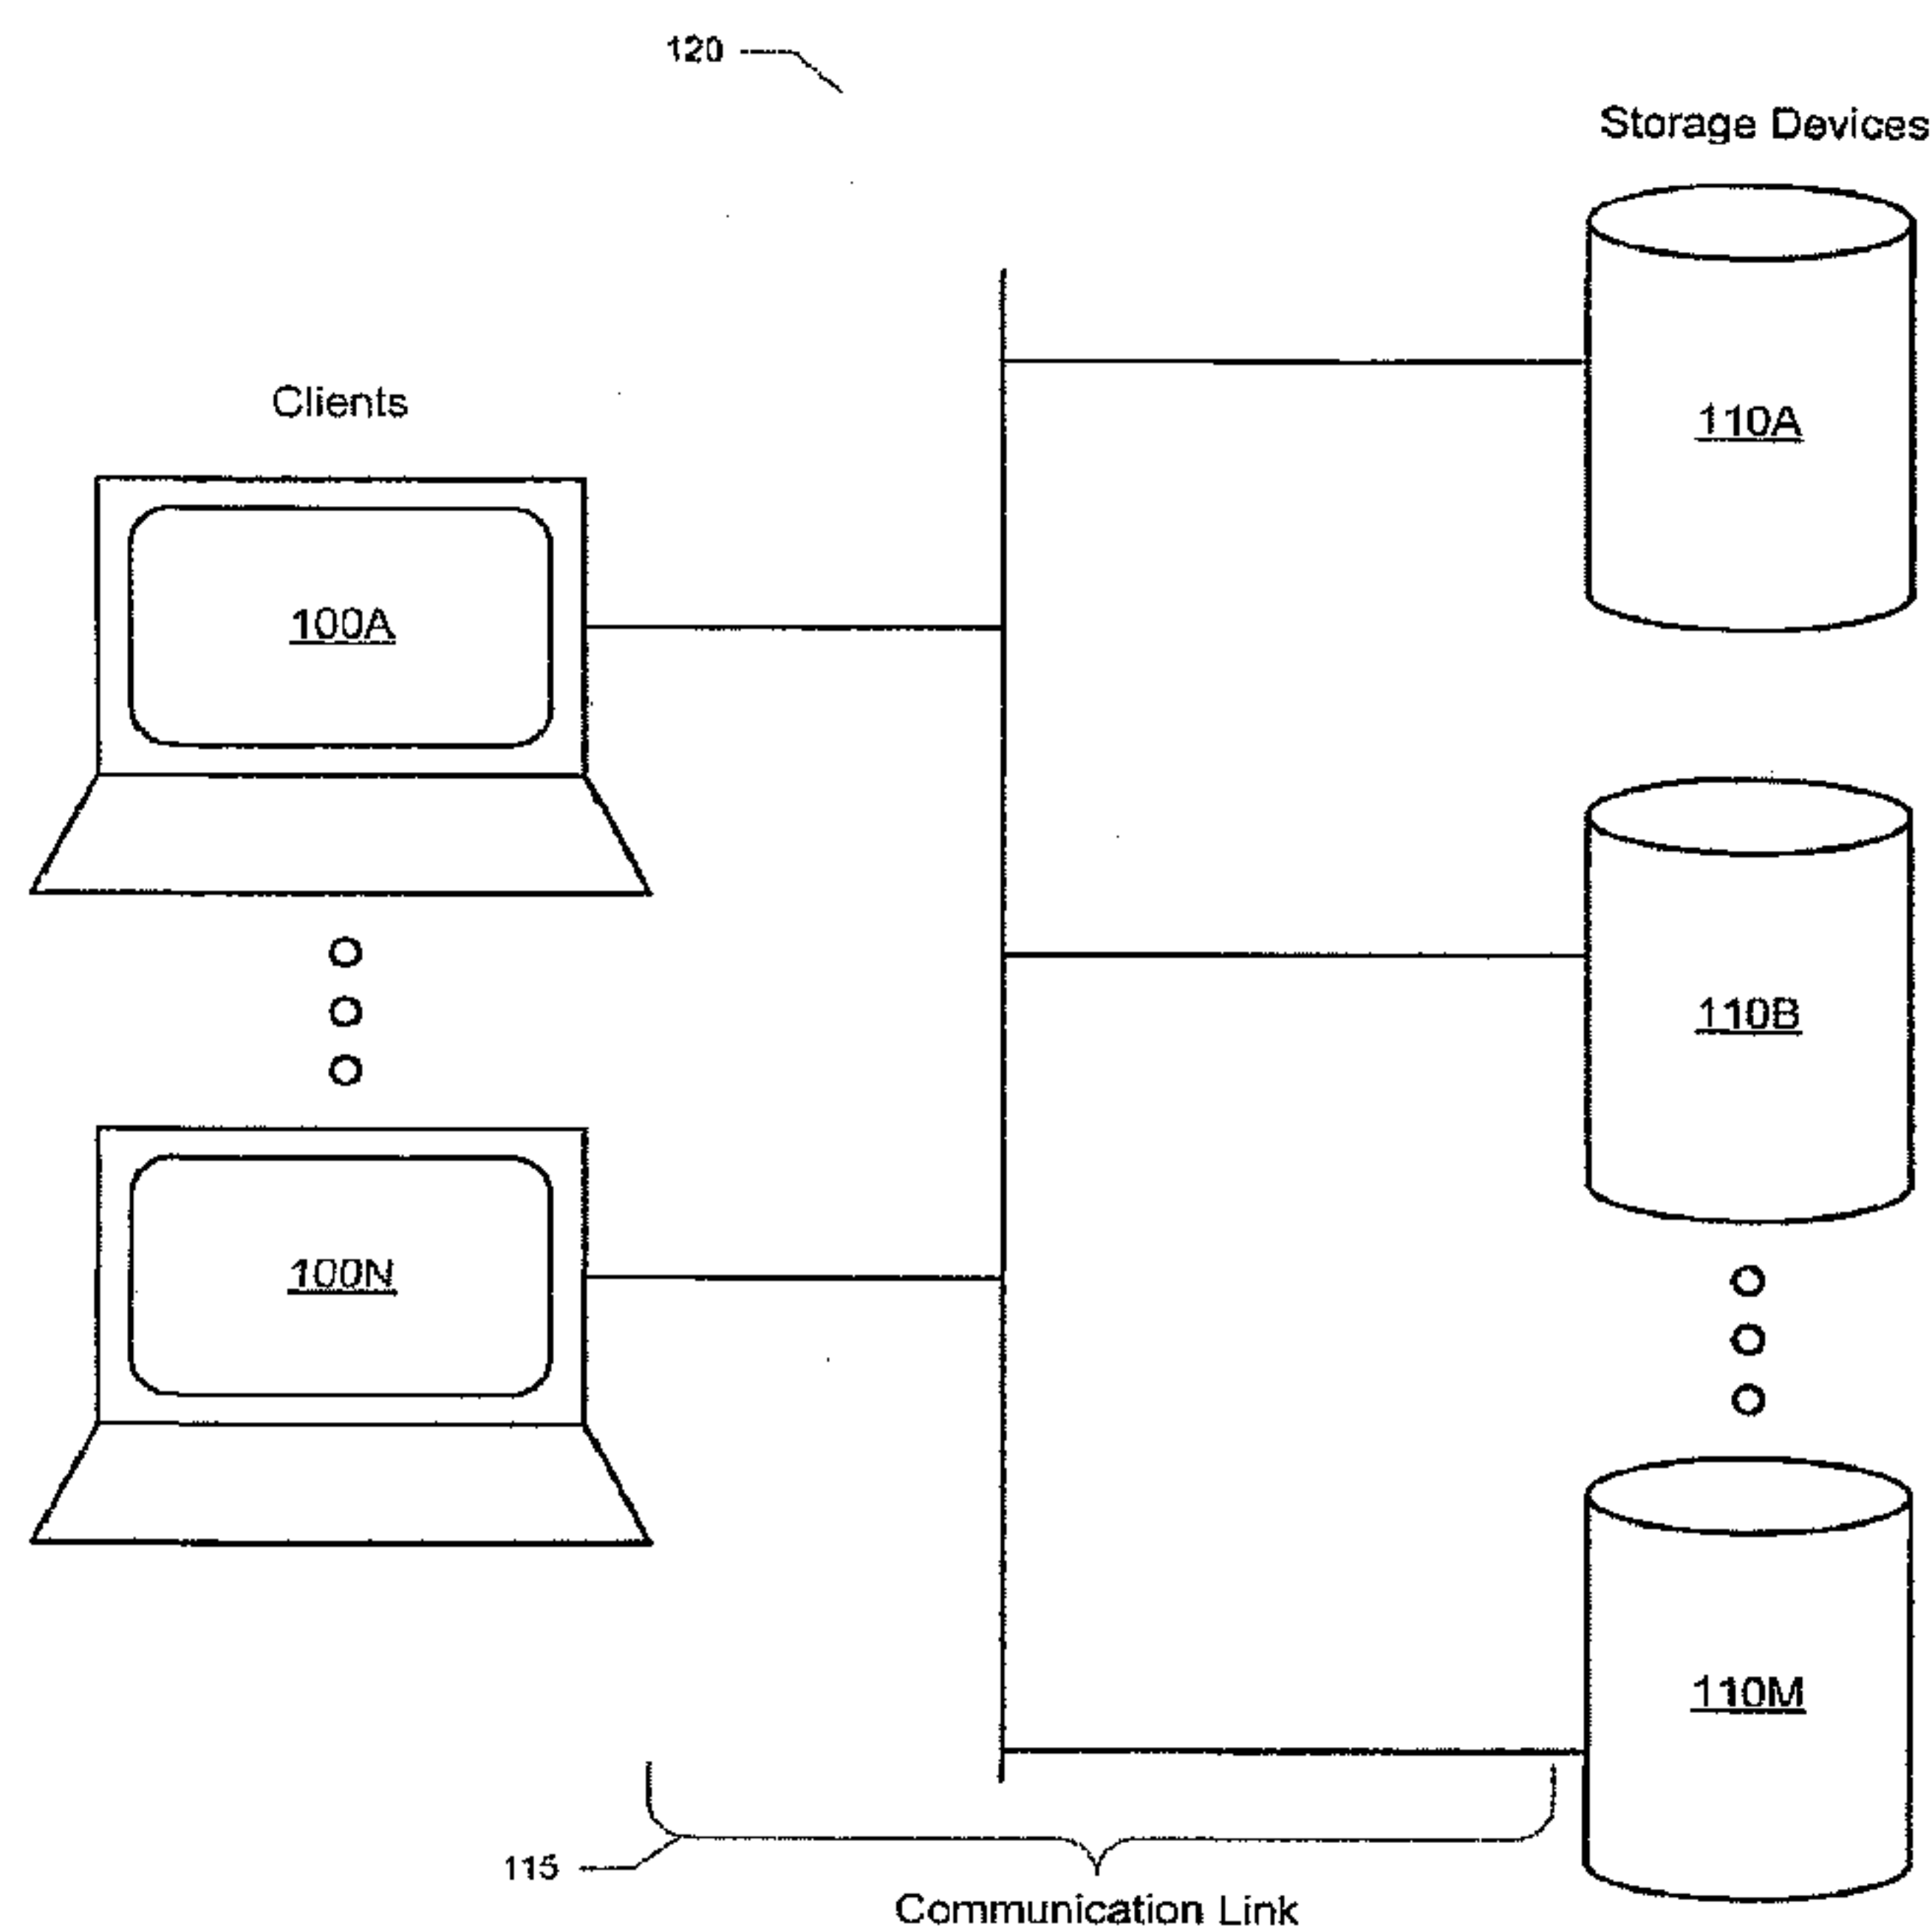 120
Storage Devices
Clients
110A
100A
110B
100N
110M
115
Communication Link